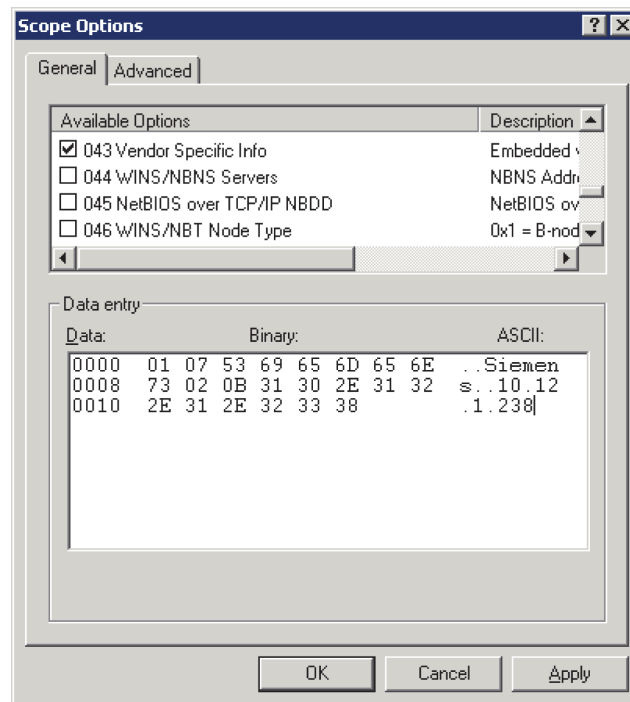 Scope Options
General Advanced
Available Options Description
043 Vendor Specific Info Embedded
044 WINS/NBNS Servers NBNS Addr
045 NetBIOS over TCP/IP NBDD NetBIOS ov
046 WINS/NBT Node Type 0x1 = B-nod
Data entry
Data: Binary: ASCII:
0000 01 07 53 69 65 6D 65 6E ..Siemen
0008 73 02 0B 31 30 2E 31 32 s..10.12
0010 2E 31 2E 32 33 38 .1.238
OK Cancel Apply